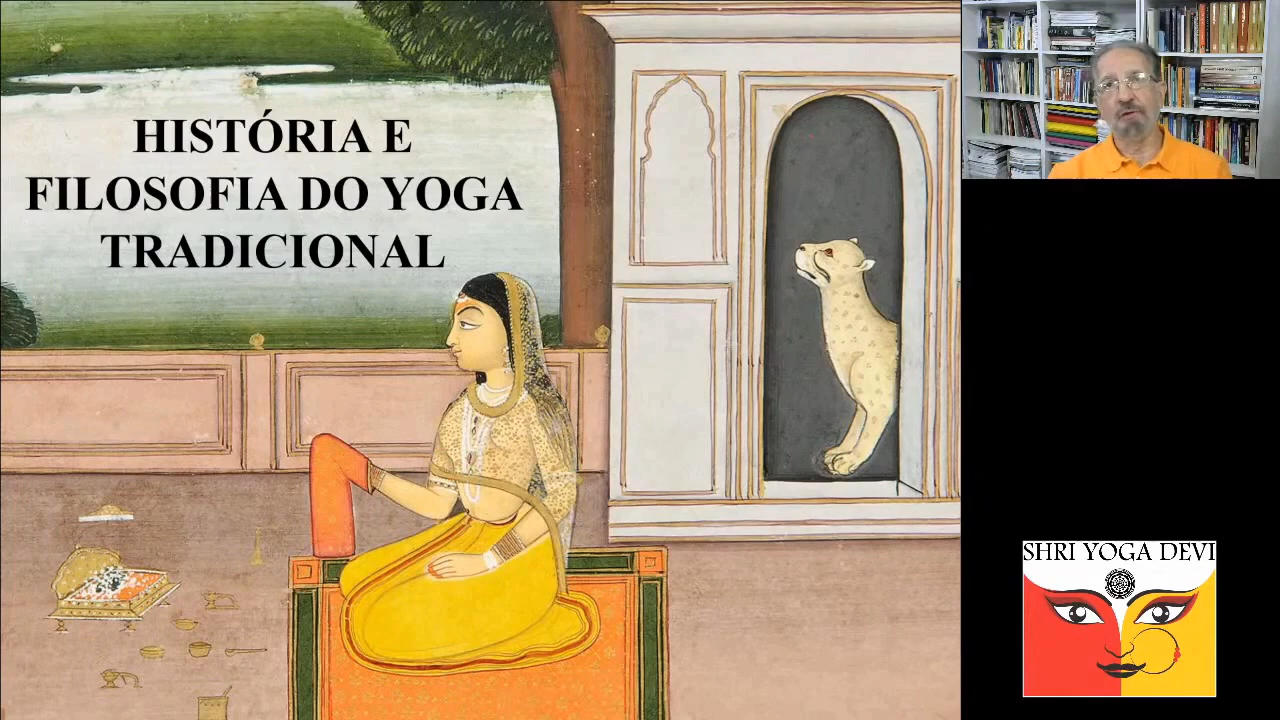 HISTÓRIA E
FILOSOFIA DO YOGA
TRADICIONAL
SHRI YOGA DEVI